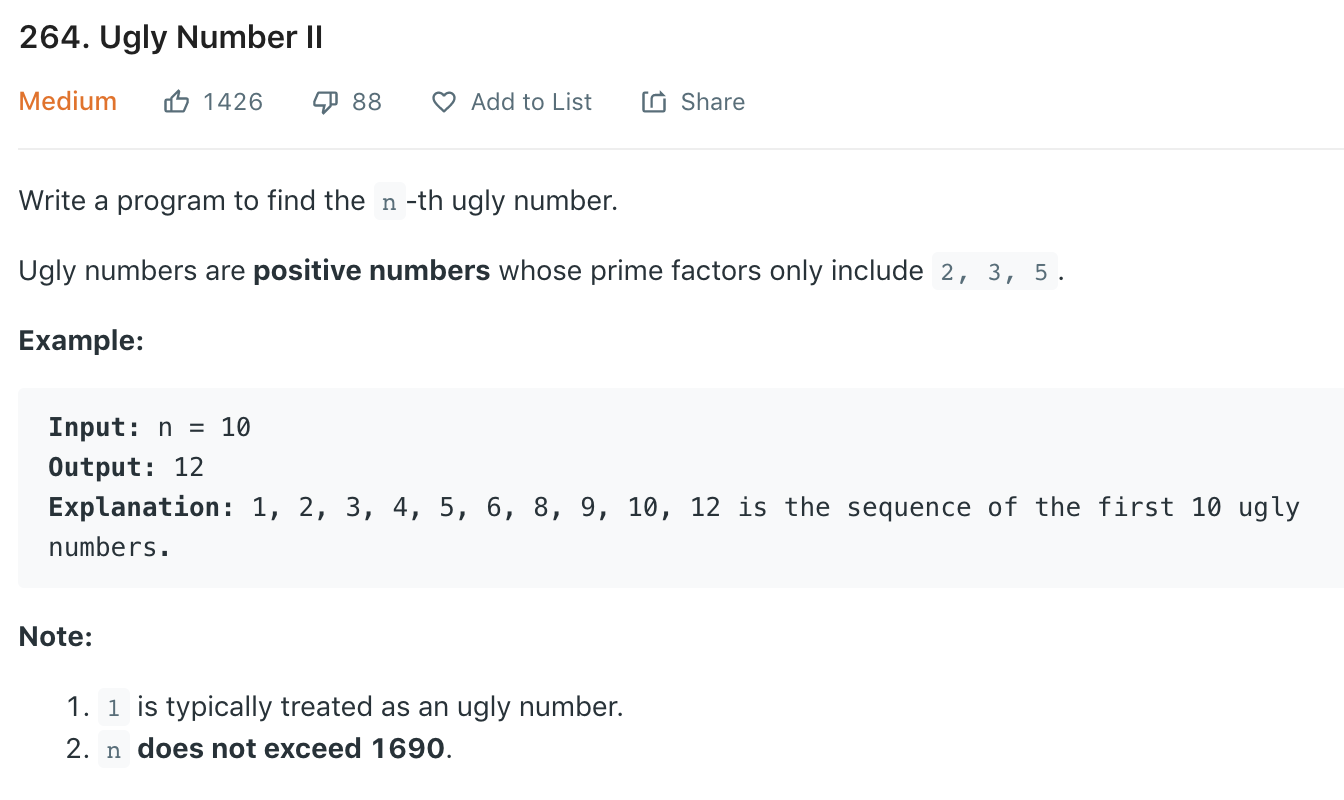 264. Ugly Number II
Medium 1426 88 Add to List Share
Write a program to find the n -th ugly number.
Ugly numbers are positive numbers whose prime factors only include 2, 3, 5.
Example:
Input: n = 10
Output: 12
Explanation: 1, 2, 3, 4, 5, 6, 8, 9, 10, 12 is the sequence of the first 10 ugly
numbers.
Note:
1. 1 is typically treated as an ugly number.
2. n does not exceed 1690.